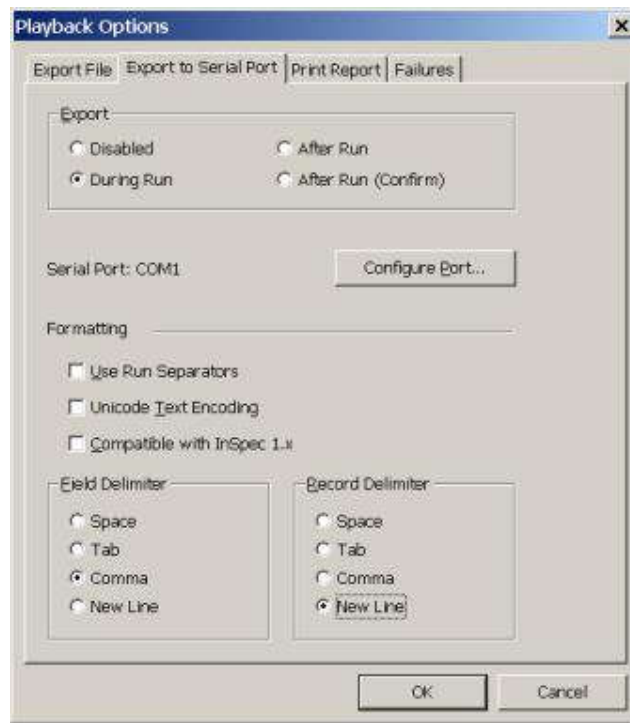 Playback Options
Export File Export to Serial Port Print Report Failures
Export
Disabled After Run
During Run After Run (Confirm)
Serial Port: COM1 Configure Port...
Formatting
Use Run Separators
Unicode Text Encoding
Compatible with InSpec 1.x
Field Delimiter Record Delimiter
Space Space
Tab Tab
Comma Comma
New Line New Line
OK Cancel